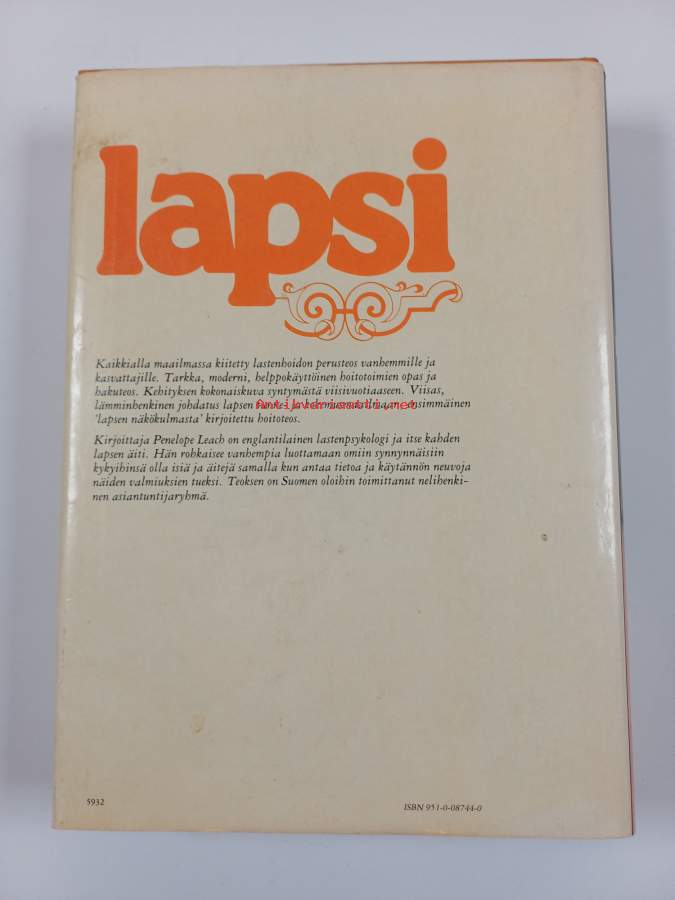 lapsi
Kaikkialla maailmassa kiitetty lastenhoidon perusteos vanhemmille ja
kasvattajille. Tarkka, moderni, helppokäyttöinen hoitotoimien opas ja
hakuteos. Kehityksen kokonaiskuva syntymästä viisivuotiaaseen. Viisas,
lämminhenkinen johdatus lapsen ensimmäinen
Antikvariaatti.net
'lapsen näkökulmasta' kirjoitettu hoitoteos.
Kirjoittaja Penelope Leach on englantilainen lastenpsykologi ja itse kahden
lapsen äiti. Hän rohkaisee vanhempia luottamaan omiin synnynnäisiin
kykyihinsä olla isiä ja äitejä samalla kun antaa tietoa ja käytännön neuvoja
näiden valmiuksien tueksi. Teoksen on Suomen oloihin toimittanut nelihenki-
nen asiantuntijaryhmä.
5932
ISBN 951-0-08744-0